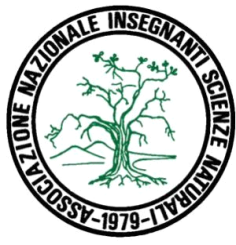 ASSOCIAZIONE NAZIONALE INSEGNANTI SCIENZE NATURALI
-1979-